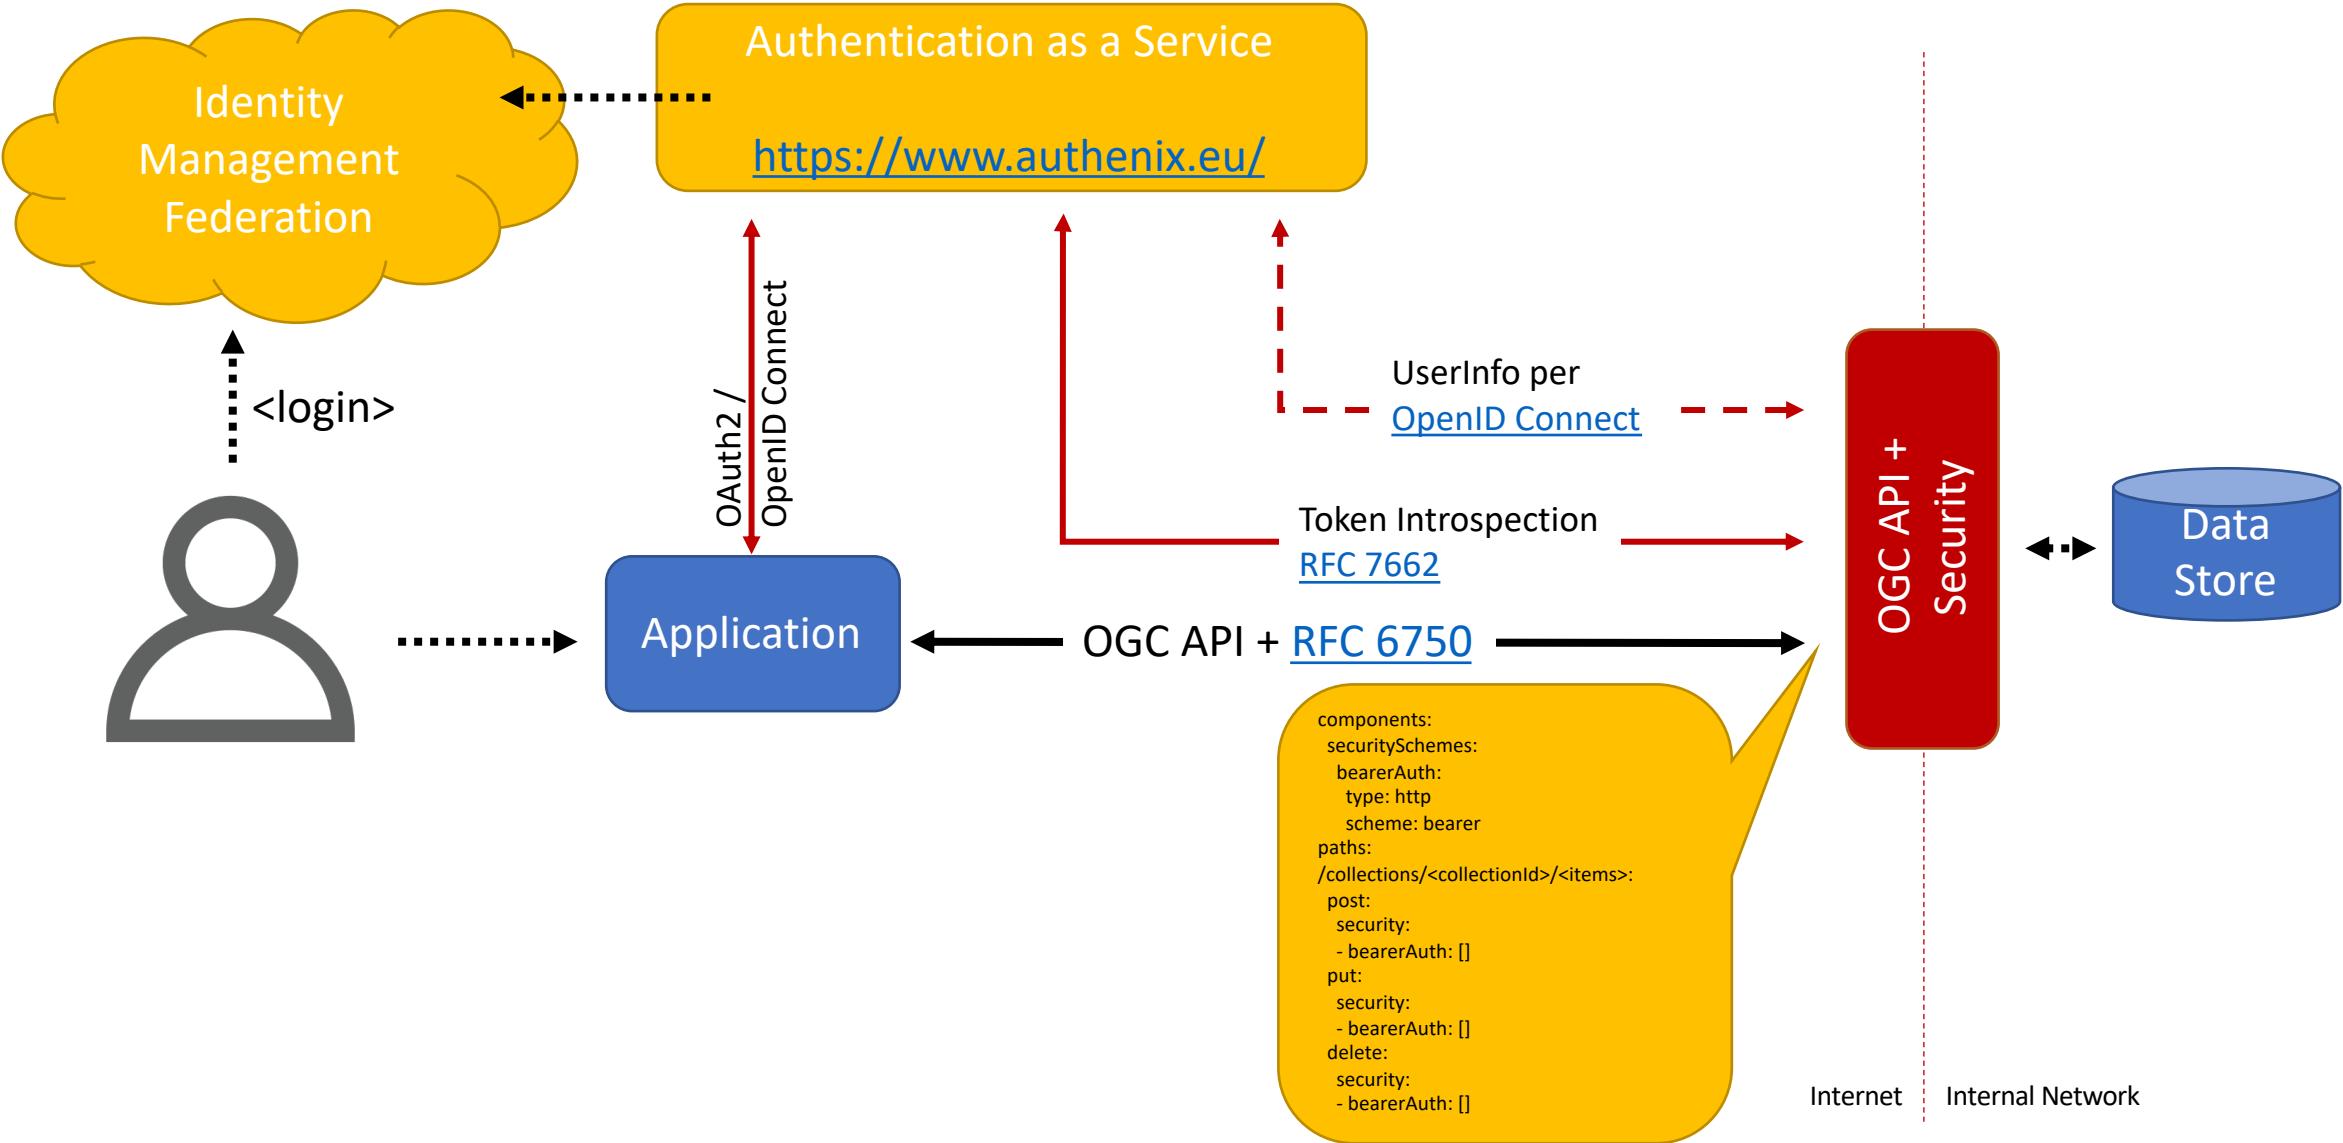 Identity
Management
Federation
Authentication as a Service
https://www.authenix.eu/
<login>
OAuth2 /
OpenID Connect
UserInfo per
OpenID Connect
Token Introspection
RFC 7662
Application
OGC API + RFC 6750
OGC API +
Security
Data
Store
components:
securitySchemes:
bearerAuth:
type: http
scheme: bearer
paths:
/collections/<collectionId>/<items>:
post:
security:
- bearerAuth: []
put:
security:
- bearerAuth: []
delete:
security:
- bearerAuth: []
Internet
Internal Network